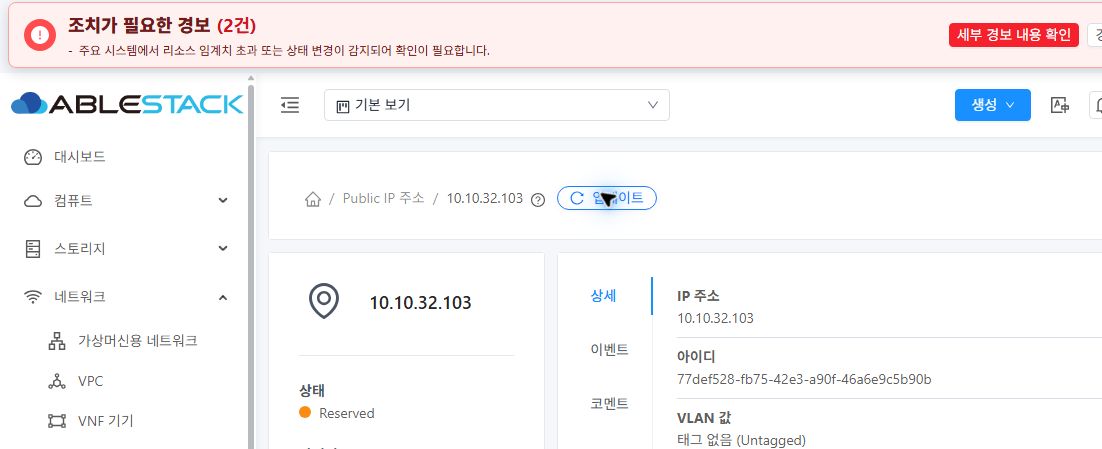 조치가 필요한 경보 (2건)
- 주요 시스템에서 리소스 임계치 초과 또는 상태 변경이 감지되어 확인이 필요합니다.
세부 경보 내용 확인
ABLESTACK
기본 보기
생성
대시보드
컴퓨트
스토리지
네트워크
가상머신용 네트워크
VPC
VNF 기기
/ Public IP 주소 / 10.10.32.103
10.10.32.103
상태
Reserved
상세
이벤트
코멘트
IP 주소
10.10.32.103
아이디
77def528-fb75-42e3-a90f-46a6e9c5b90b
VLAN 값
태그 없음 (Untagged)